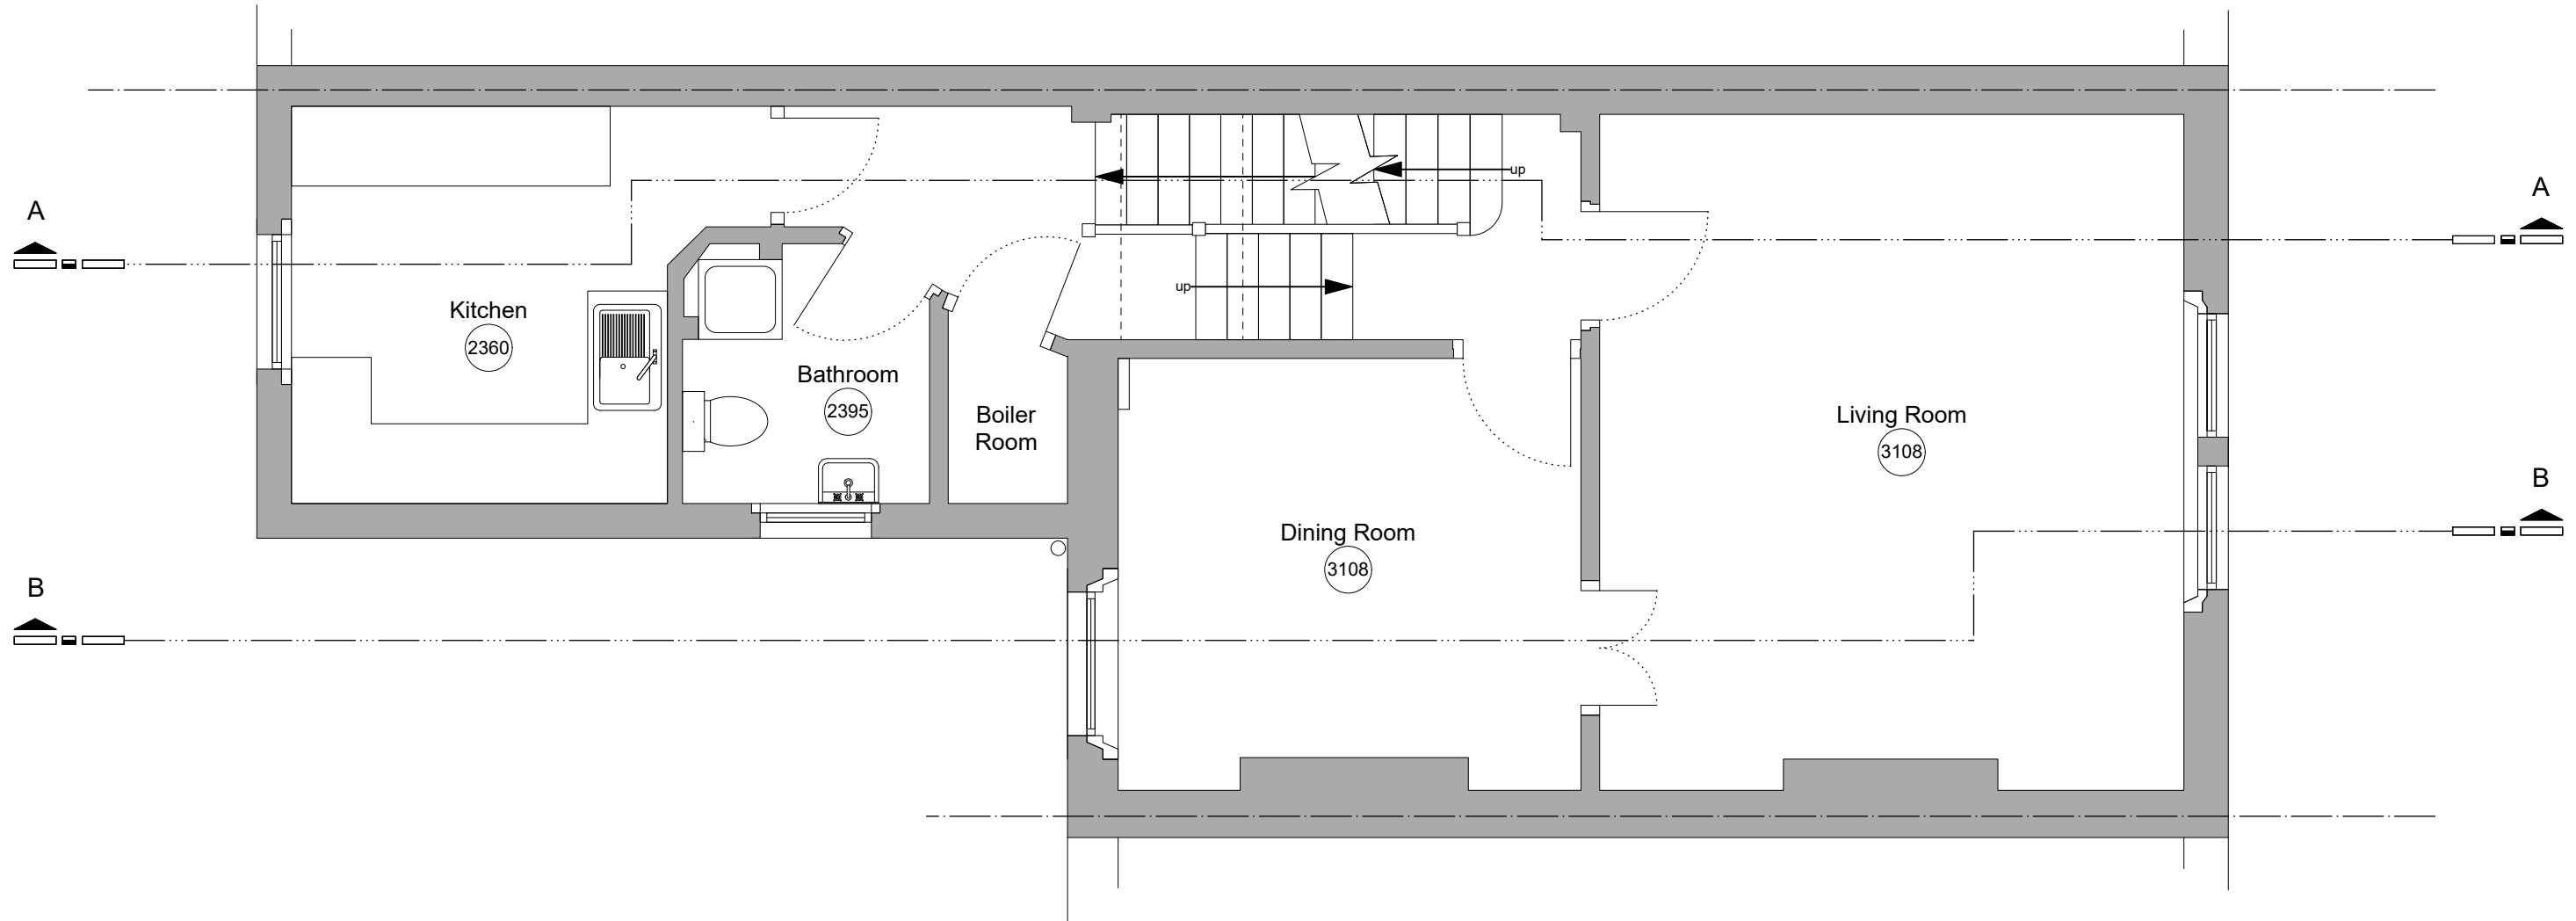 A
A
up
up
Kitchen
2360
Bathroom
2395
Boiler
Room
Living Room
3108
B
Dining Room
3108
B